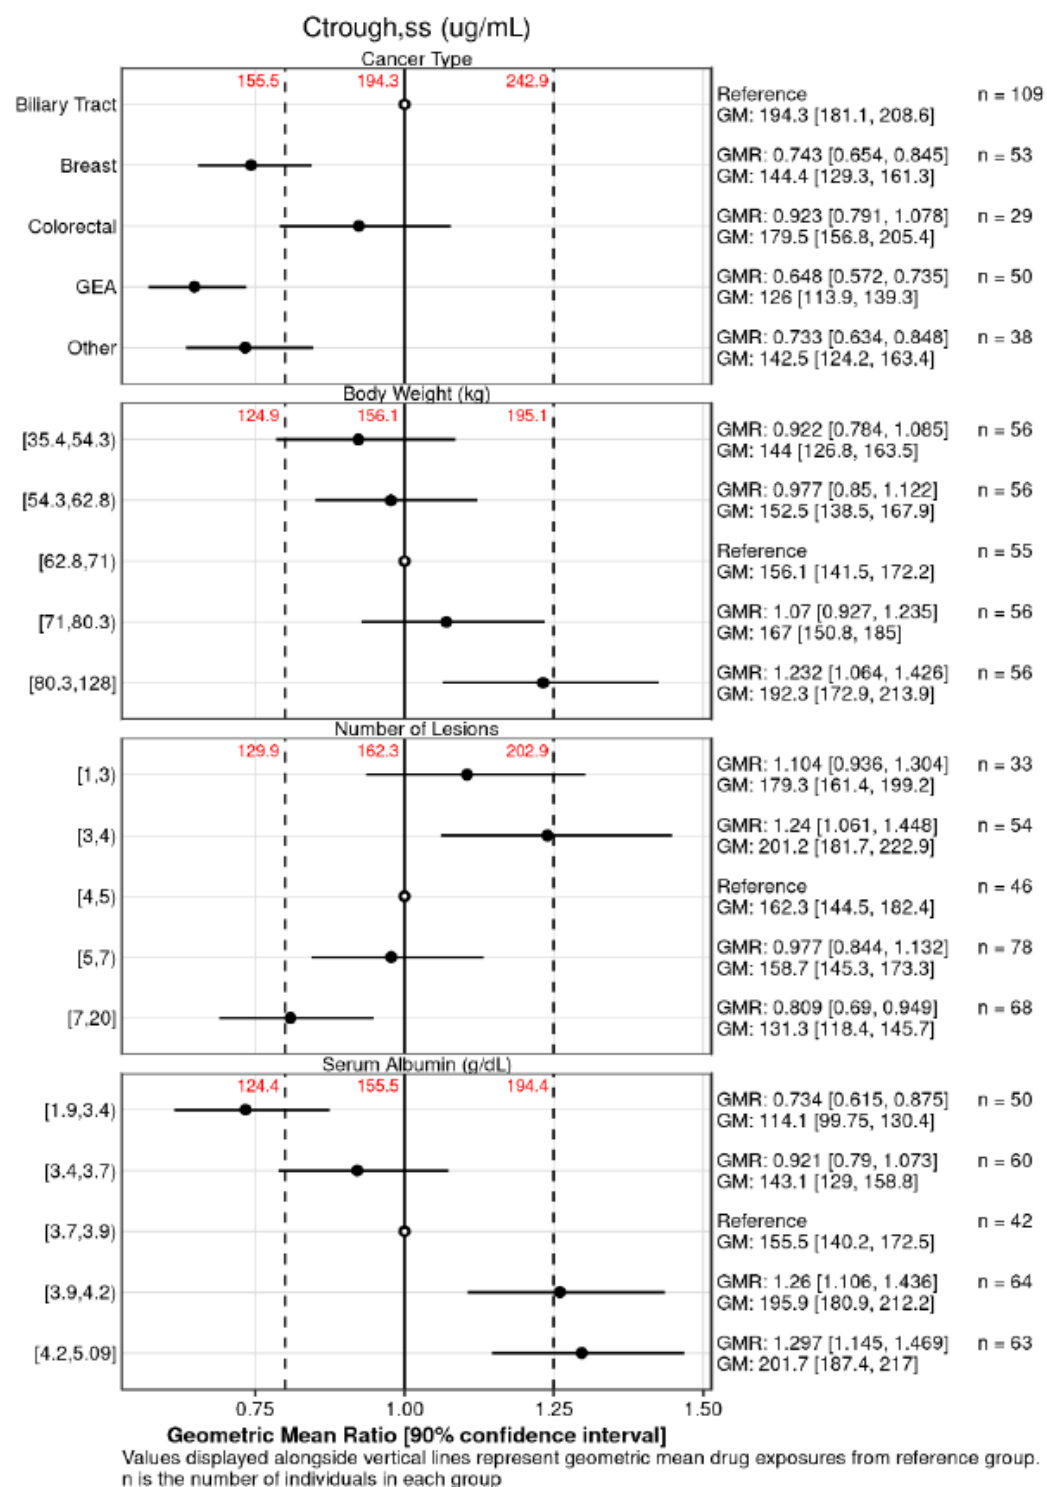 Ctrough,ss (ug/mL)
Cancer Type
155.5 194.3 242.9
Biliary Tract Reference n = 109
GM: 194.3 [181.1, 208.6]
Breast GMR: 0.743 [0.654, 0.845] n = 53
GM: 144.4 [129.3, 161.3]
Colorectal GMR: 0.923 [0.791, 1.078] n = 29
GM: 179.5 [156.8, 205.4]
GEA GMR: 0.648 [0.572, 0.735] n = 50
GM: 126 [113.9, 139.3]
Other GMR: 0.733 [0.634, 0.848] n = 38
GM: 142.5 [124.2, 163.4]
Body Weight (kg)
124.9 156.1 195.1
[35.4,54.3) GMR: 0.922 [0.784, 1.085] n = 56
GM: 144 [126.8, 163.5]
[54.3,62.8) GMR: 0.977 [0.85, 1.122] n = 56
GM: 152.5 [138.5, 167.9]
[62.8,71) Reference n = 55
GM: 156.1 [141.5, 172.2]
[71,80.3) GMR: 1.07 [0.927, 1.235] n = 56
GM: 167 [150.8, 185]
[80.3,128] GMR: 1.232 [1.064, 1.426] n = 56
GM: 192.3 [172.9, 213.9]
Number of Lesions
129.9 162.3 202.9
[1,3) GMR: 1.104 [0.936, 1.304] n = 33
GM: 179.3 [161.4, 199.2]
[3,4) GMR: 1.24 [1.061, 1.448] n = 54
GM: 201.2 [181.7, 222.9]
[4,5) Reference n = 46
GM: 162.3 [144.5, 182.4]
[5,7) GMR: 0.977 [0.844, 1.132] n = 78
GM: 158.7 [145.3, 173.3]
[7,20] GMR: 0.809 [0.69, 0.949] n = 68
GM: 131.3 [118.4, 145.7]
Serum Albumin (g/dL)
124.4 155.5 194.4
[1.9,3.4) GMR: 0.734 [0.615, 0.875] n = 50
GM: 114.1 [99.75, 130.4]
[3.4,3.7) GMR: 0.921 [0.79, 1.073] n = 60
GM: 143.1 [129, 158.8]
[3.7,3.9) Reference n = 42
GM: 155.5 [140.2, 172.5]
[3.9,4.2) GMR: 1.26 [1.106, 1.436] n = 64
GM: 195.9 [180.9, 212.2]
[4.2,5.09] GMR: 1.297 [1.145, 1.469] n = 63
GM: 201.7 [187.4, 217]
0.75 1.00 1.25 1.50
Geometric Mean Ratio [90% confidence interval]
Values displayed alongside vertical lines represent geometric mean drug exposures from reference group.
n is the number of individuals in each group